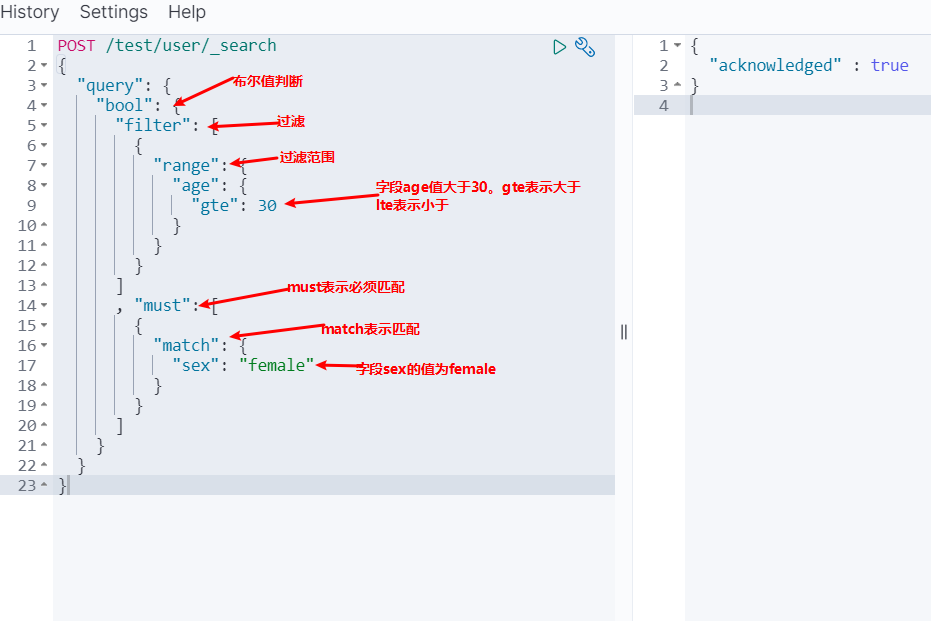 History Settings Help
1 POST /test/user/_search
2 {
3 "query": {
布尔值判断
4 "bool": {
5 "filter": [
过滤
6 {
7 "range": {
过滤范围
8 "age": {
字段age值大于30。gte表示大于
9 "gte": 30
lte表示小于
10 }
11 }
12 }
13 ]
must表示必须匹配
14 , "must": [
15 {
match表示匹配
16 "match": {
17 "sex": "female"
字段sex的值为female
18 }
19 }
20 ]
21 }
22 }
23 }
1 {
2 "acknowledged" : true
3 }
4